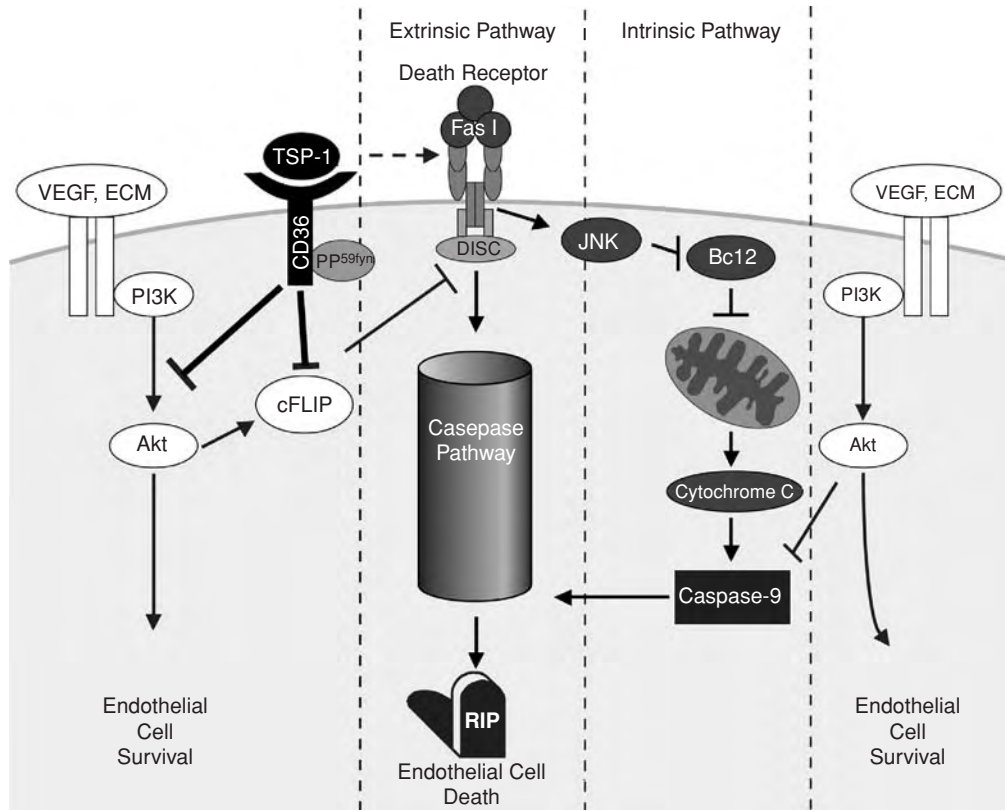 Extrinsic Pathway
Intrinsic Pathway
Death Receptor
Fas I
TSP-1
VEGF, ECM
VEGF, ECM
CD36
PP59fyn
DISC
JNK
Bc12
PI3K
PI3K
cFLIP
Akt
Casepase
Pathway
Akt
Cytochrome C
Caspase-9
RIP
Endothelial
Cell
Survival
Endothelial Cell
Death
Endothelial
Cell
Survival